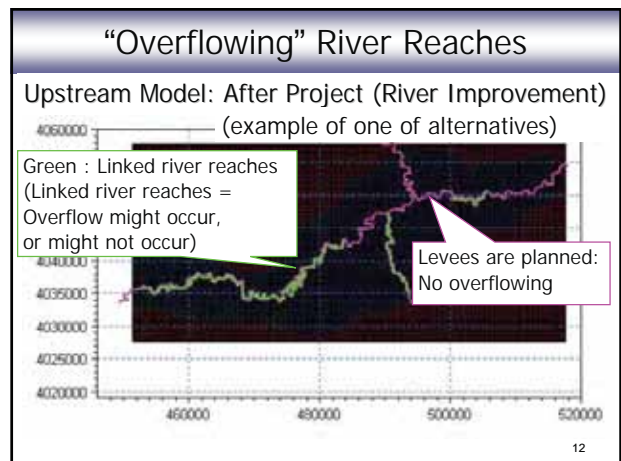 “Overflowing” River Reaches
Upstream Model: After Project (River Improvement)
(example of one of alternatives)
4060000
Green : Linked river reaches
(Linked river reaches =
Overflow might occur,
or might not occur)
Levees are planned:
No overflowing
4040000
4035000
4030000
4025000
4020000
460000
480000
500000
520000
12